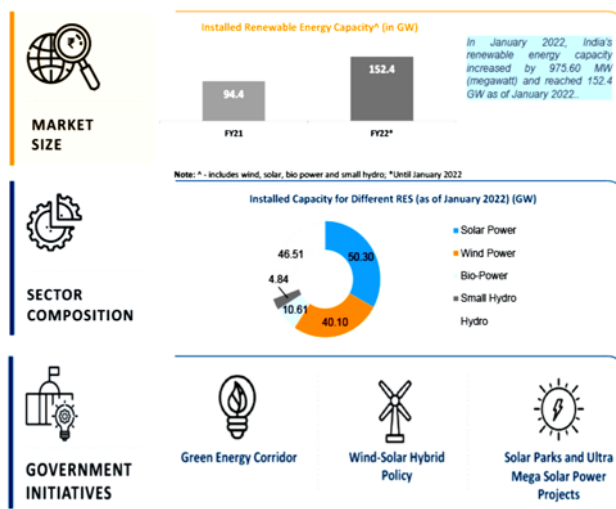 Installed Renewable Energy Capacity^ (in GW)
94.4
152.4
FY21
FY22*
In January 2022, India's
renewable energy capacity
increased by 975.60 MW
(megawatt) and reached 152.4
GW as of January 2022..
₹
MARKET
SIZE
Note: ^ - includes wind, solar, bio power and small hydro; *Until January 2022
Installed Capacity for Different RES (as of January 2022) (GW)
46.51
50.30
4.84
10.61
40.10
Solar Power
Wind Power
Bio-Power
Small Hydro
Hydro
SECTOR
COMPOSITION
GOVERNMENT
INITIATIVES
Green Energy Corridor
Wind-Solar Hybrid
Policy
Solar Parks and Ultra
Mega Solar Power
Projects